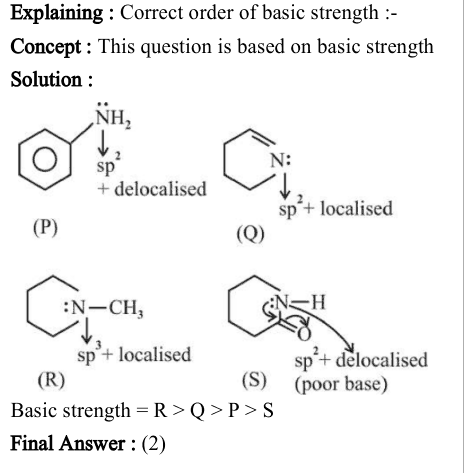 Explaining : Correct order of basic strength :-
Concept : This question is based on basic strength
Solution :
N̈H₂
sp²
+ delocalised
(P)
N:
sp²+ localised
(Q)
:N—CH₃
sp³+ localised
(R)
:N—H
O
sp²+ delocalised
(poor base)
(S)
Basic strength = R > Q > P > S
Final Answer : (2)